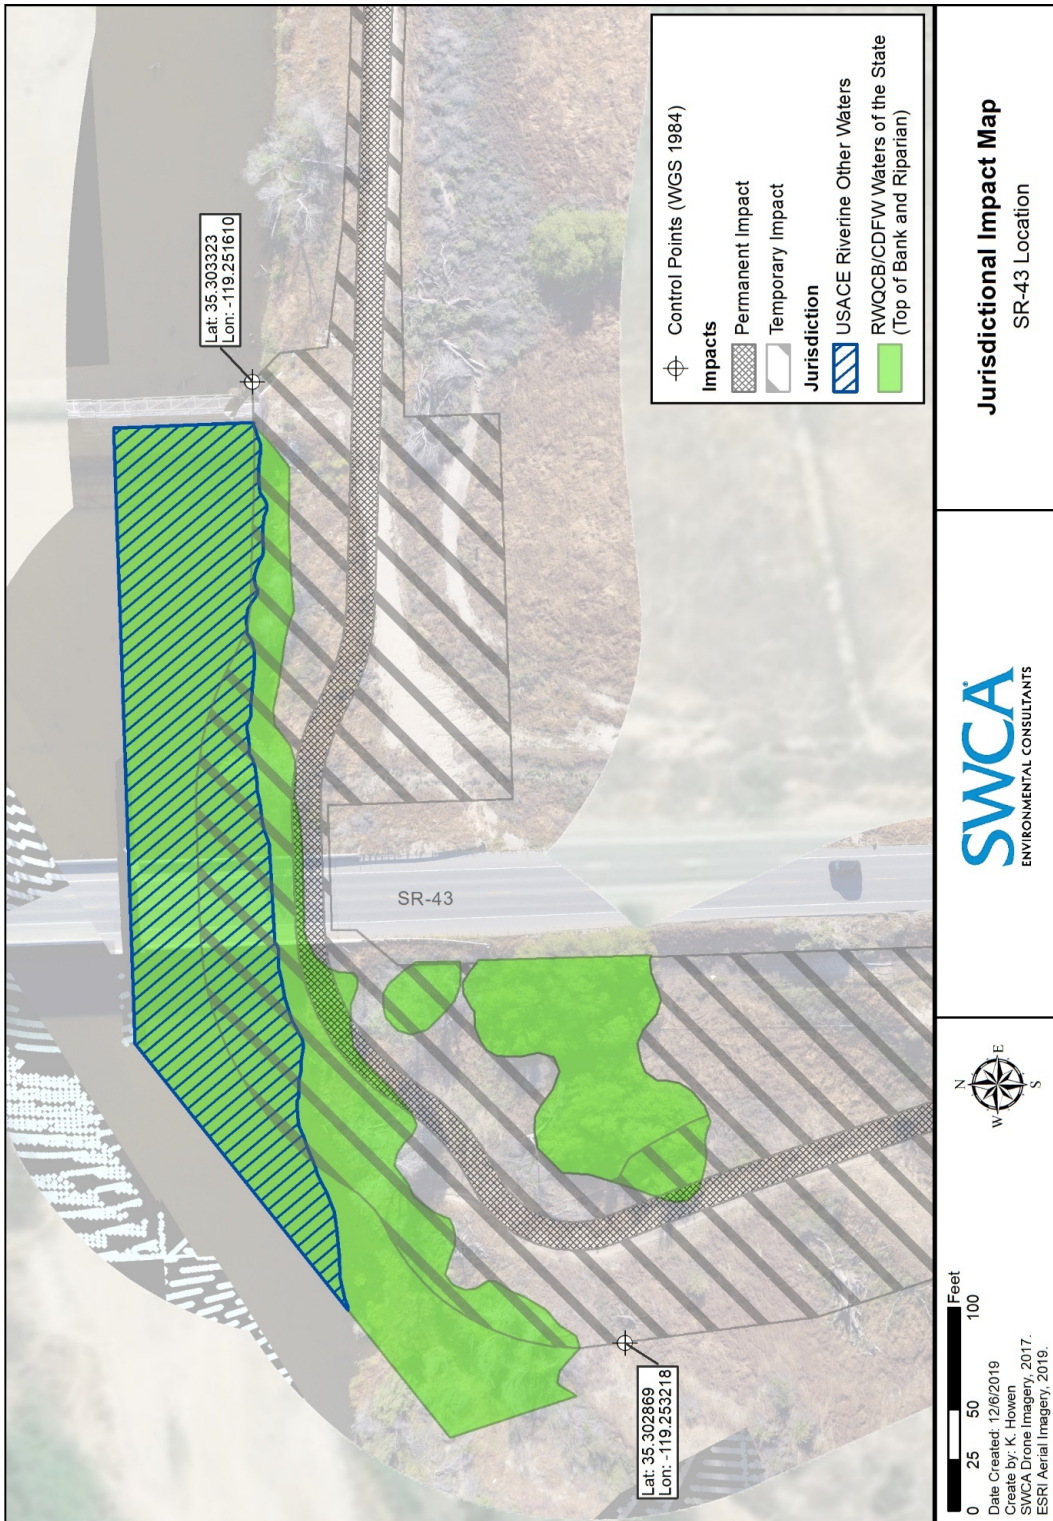 Lat: 35.303323
Lon: -119.251610
SR-43
Lat: 35.302869
Lon: -119.253218
Control Points (WGS 1984)
Impacts
Permanent Impact
Temporary Impact
Jurisdiction
USACE Riverine Other Waters
RWQCB/CDFW Waters of the State
(Top of Bank and Riparian)
0 25 50 100
Feet
Date Created: 12/6/2019
Create by: K. Howen
SWCA Drone Imagery, 2017.
ESRI Aerial Imagery, 2019.
N
W E
S
SWCA
ENVIRONMENTAL CONSULTANTS
Jurisdictional Impact Map
SR-43 Location